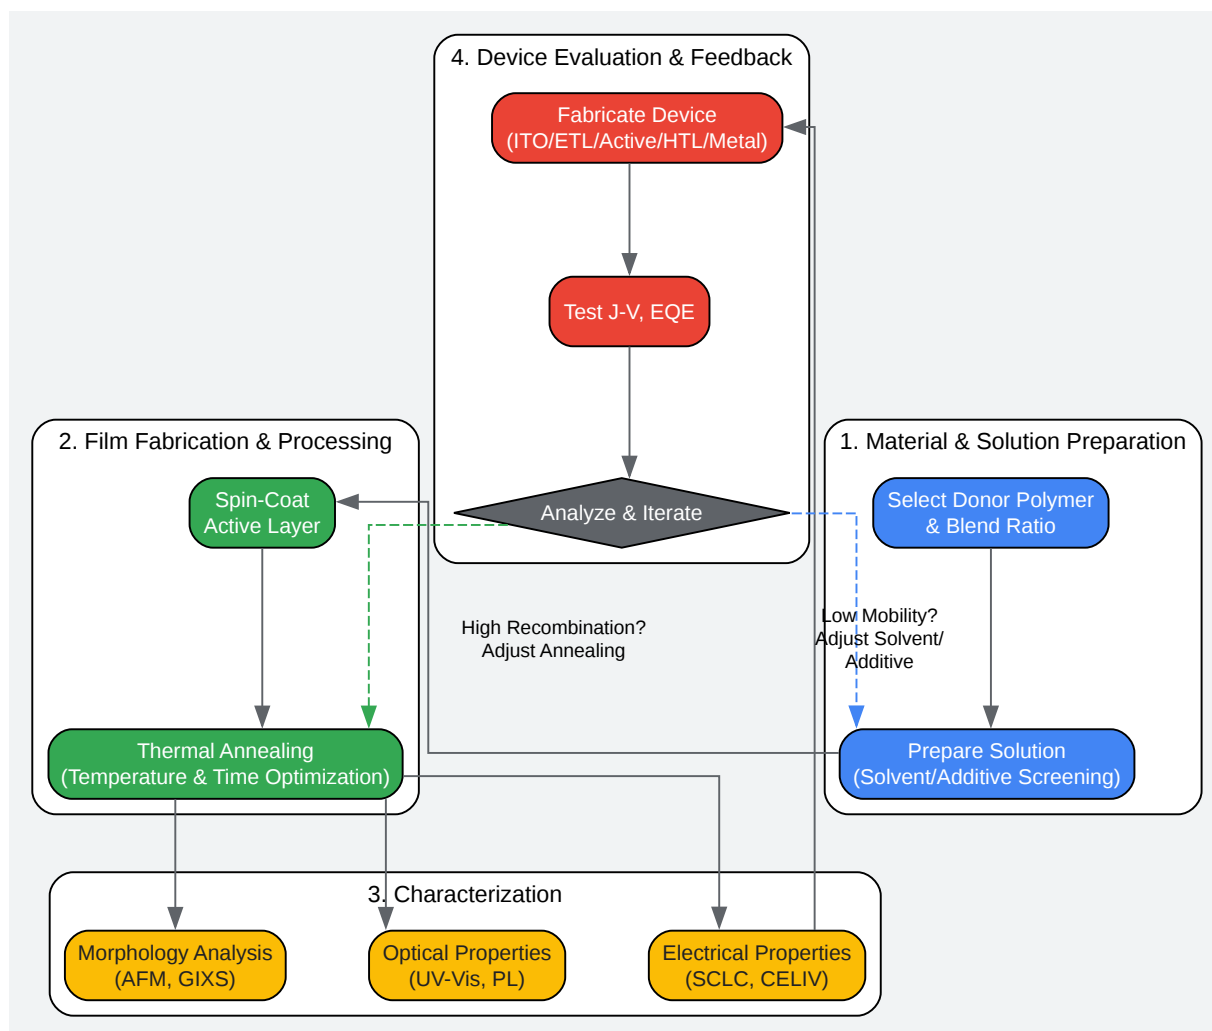 4. Device Evaluation & Feedback
Fabricate Device
(ITO/ETL/Active/HTL/Metal)
Test J-V, EQE
Analyze & Iterate
2. Film Fabrication & Processing
Spin-Coat
Active Layer
High Recombination?
Adjust Annealing
Thermal Annealing
(Temperature & Time Optimization)
1. Material & Solution Preparation
Select Donor Polymer
& Blend Ratio
Low Mobility?
Adjust Solvent/
Additive
Prepare Solution
(Solvent/Additive Screening)
3. Characterization
Morphology Analysis
(AFM, GIXS)
Optical Properties
(UV-Vis, PL)
Electrical Properties
(SCLC, CELIV)